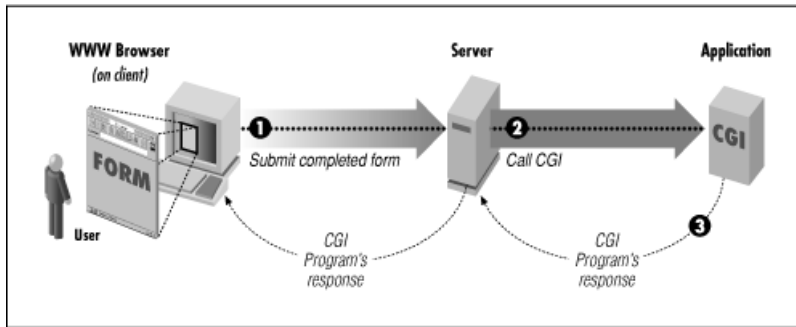 WWW Browser
(on client)
Server
Application
FORM
User
1
Submit completed form
2
Call CGI
CGI
3
CGI
Program's
response
CGI
Program's
response